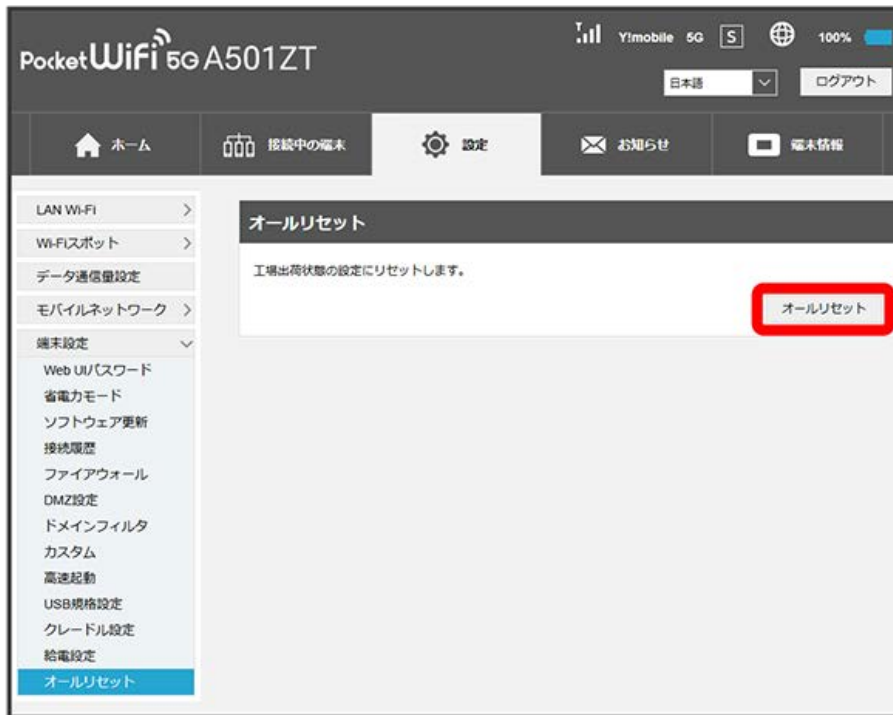 Pocket WiFi 5G A501ZT
Y!mobile 5G S 100%
日本語 ログアウト
ホーム 接続中の端末 設定 お知らせ 端末情報
LAN Wi-Fi
Wi-Fiスポット
データ通信量設定
モバイルネットワーク
端末設定
Web UIパスワード
省電力モード
ソフトウェア更新
接続履歴
ファイアウォール
DMZ設定
ドメインフィルタ
カスタム
高速起動
USB規格設定
クレードル設定
給電設定
オールリセット
オールリセット
工場出荷状態の設定にリセットします。
オールリセット